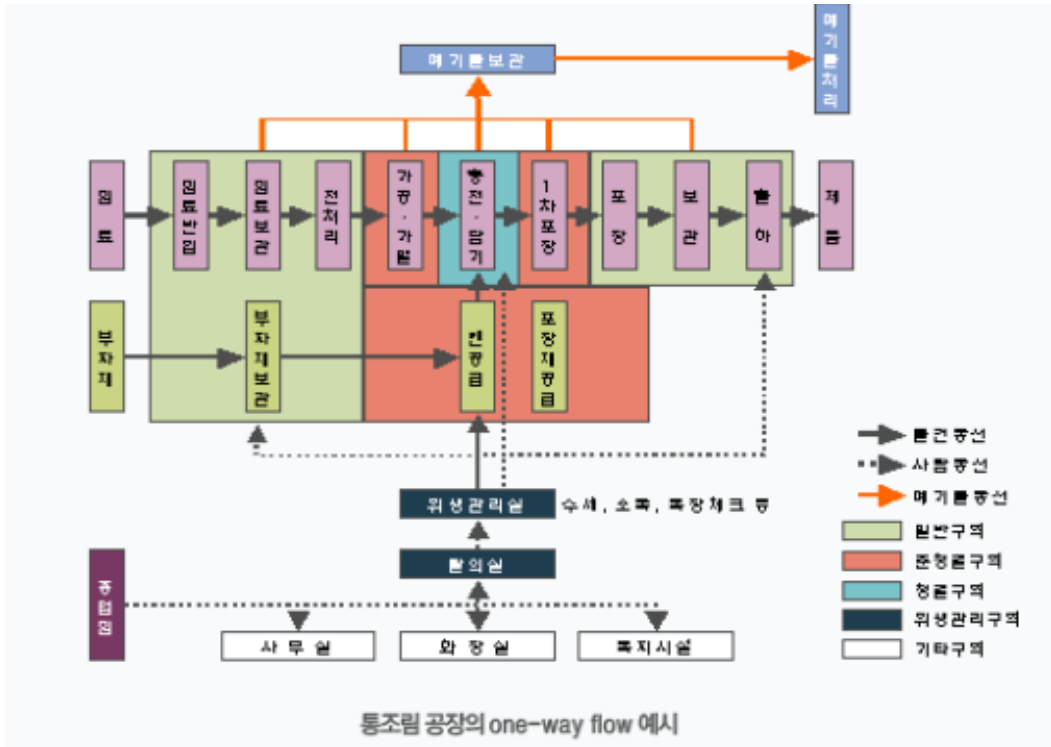 폐기물보관
폐기물처리
원료
원료반입
원료보관
전처리
가공·가열
충전·담기
1차포장
포장
보관
출하
제품
부자재
부자재보관
캔공급
포장재공급
물건동선
사람동선
폐기물동선
위생관리실
수세, 소독, 복장체크 등
일반구역
탈의실
준청결구역
종업원
청결구역
위생관리구역
사무실
화장실
복지시설
기타구역
통조림 공장의 one-way flow 예시